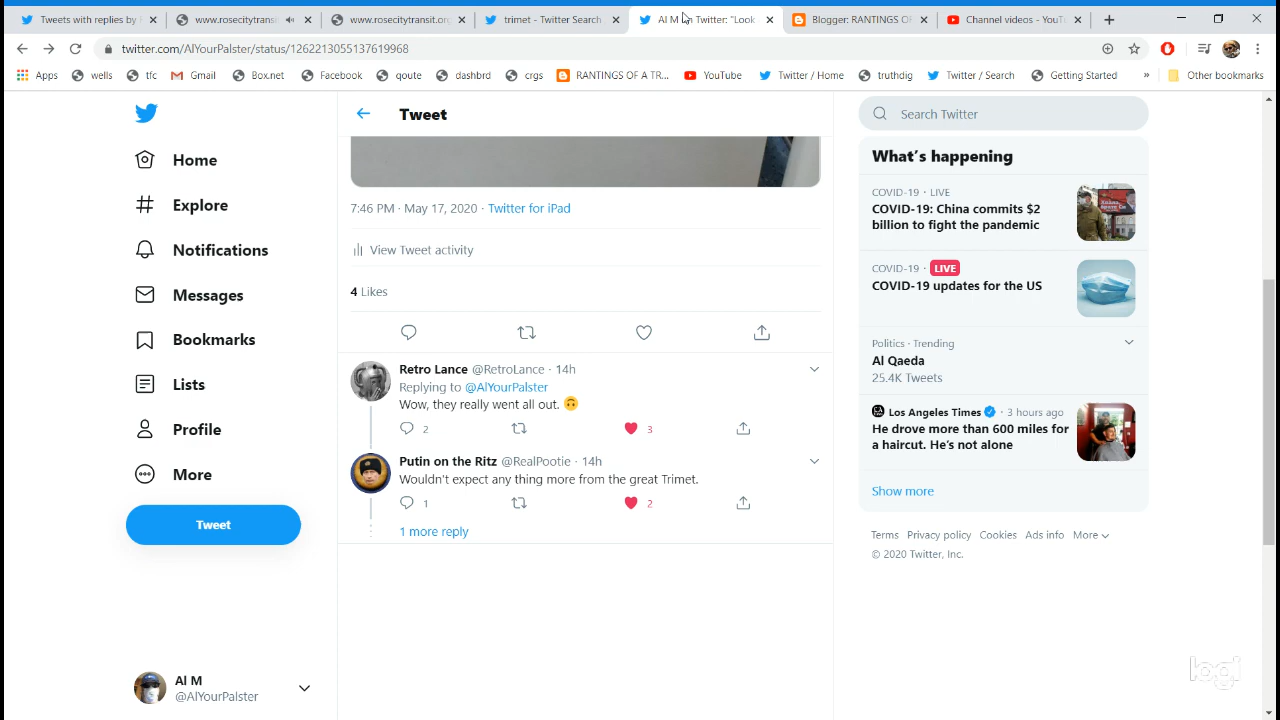 Tweets with replies by
www.rosecitytransi
www.rosecitytransit.org
trimet - Twitter Search
Al M on Twitter: "Look
Blogger: RANTINGS OF
Channel videos - YouTu
twitter.com/AlYourPalster/status/1262213055137619968
Apps
wells
tfc
Gmail
Box.net
Facebook
qoute
dashbrd
crgs
RANTINGS OF A TR...
YouTube
Twitter / Home
truthdig
Twitter / Search
Getting Started
»
Other bookmarks
Home
Explore
Notifications
Messages
Bookmarks
Lists
Profile
More
Tweet
Al M
@AlYourPalster
Tweet
7:46 PM · May 17, 2020 · Twitter for iPad
View Tweet activity
4 Likes
Retro Lance @RetroLance · 14h
Replying to @AlYourPalster
Wow, they really went all out. 🙃
2 3
Putin on the Ritz @RealPootie · 14h
Wouldn't expect any thing more from the great Trimet.
1 2
1 more reply
Search Twitter
What's happening
COVID-19 · LIVE
COVID-19: China commits $2
billion to fight the pandemic
COVID-19 · LIVE
COVID-19 updates for the US
Politics · Trending
Al Qaeda
25.4K Tweets
Los Angeles Times · 3 hours ago
He drove more than 600 miles for
a haircut. He's not alone
Show more
Terms Privacy policy Cookies Ads info More
© 2020 Twitter, Inc.
logi